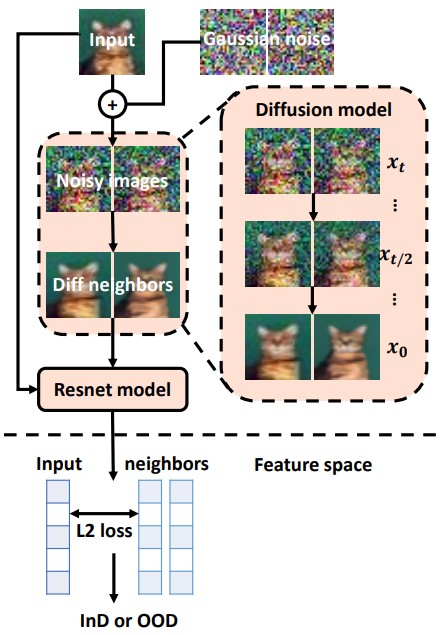 Input
Gaussian noise
+
Diffusion model
Noisy images
x_t
⋮
x_{t/2}
⋮
Diff neighbors
x_0
Resnet model
Input neighbors Feature space
L2 loss
InD or OOD